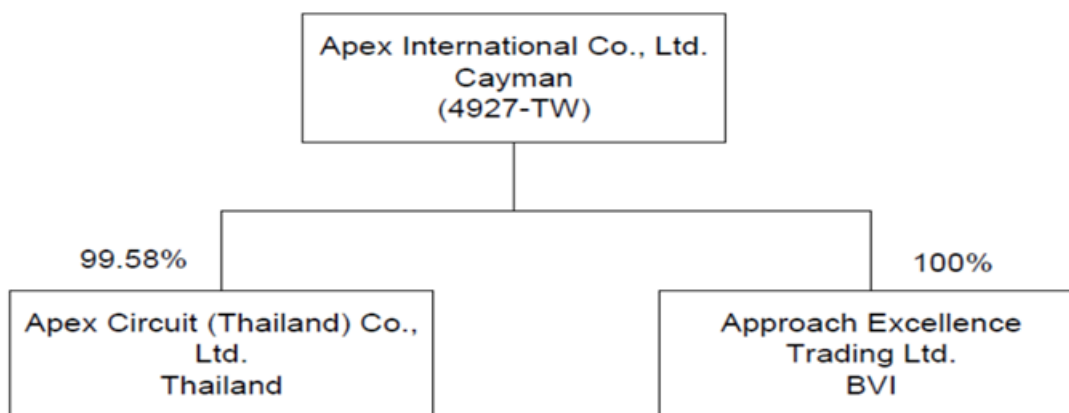 Apex International Co., Ltd.
Cayman
(4927-TW)
99.58%
100%
Apex Circuit (Thailand) Co.,
Ltd.
Thailand
Approach Excellence
Trading Ltd.
BVI